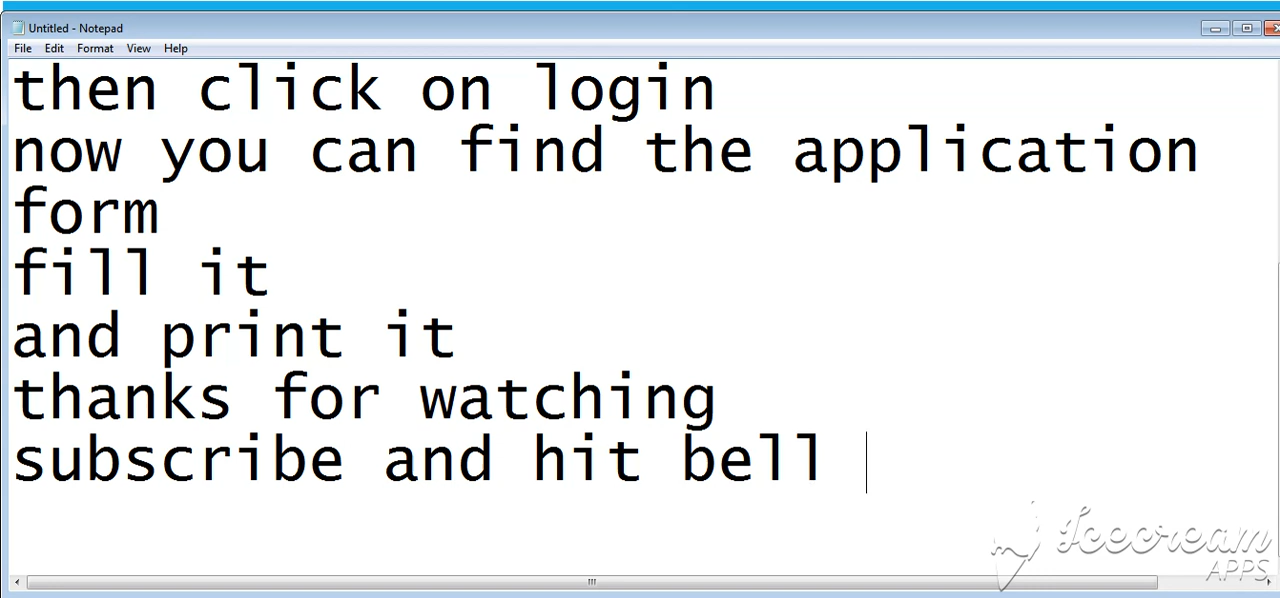 Untitled - Notepad
File Edit Format View Help
then click on login
now you can find the application
form
fill it
and print it
thanks for watching
subscribe and hit bell
Icecream
APPS